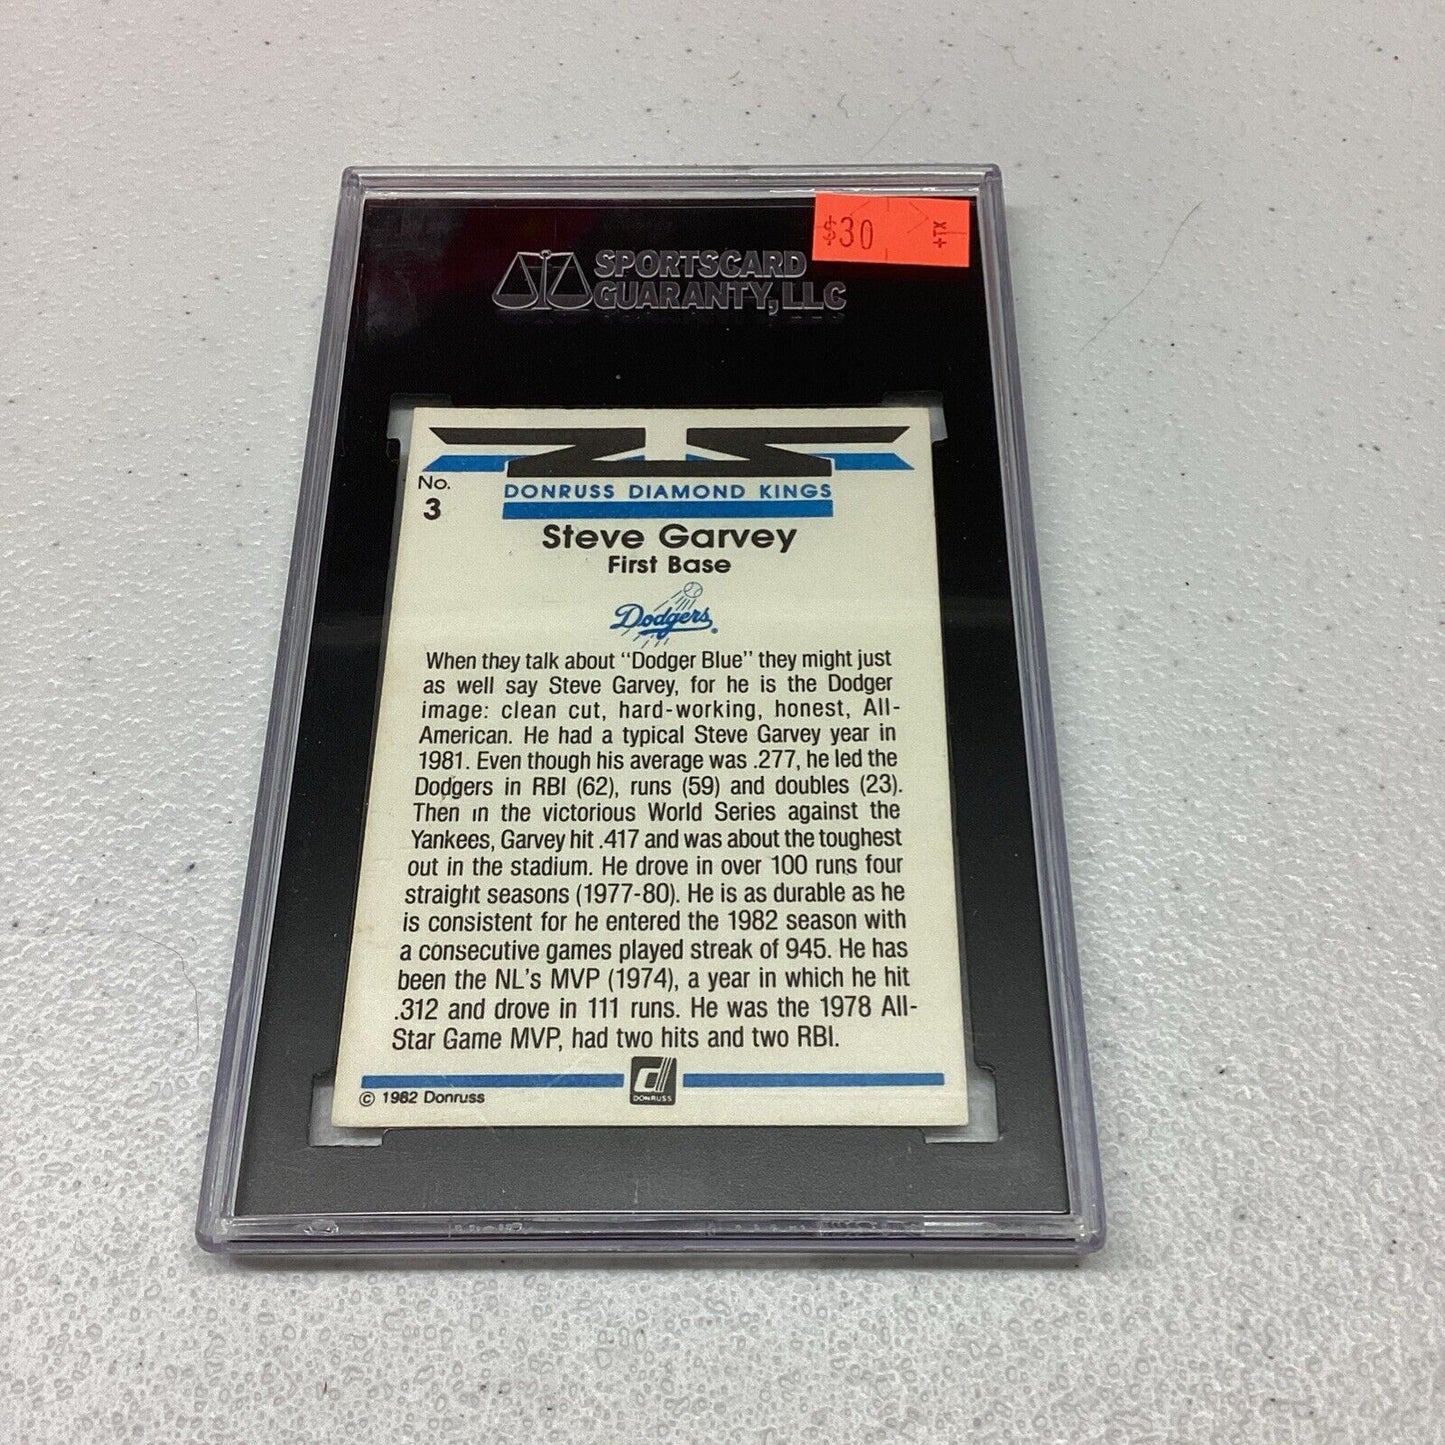 $30 +TX
SPORTSCARD
GUARANTY, LLC
No.
3
DONRUSS DIAMOND KINGS
Steve Garvey
First Base
Dodgers
When they talk about "Dodger Blue" they might just
as well say Steve Garvey, for he is the Dodger
image: clean cut, hard-working, honest, All-
American. He had a typical Steve Garvey year in
1981. Even though his average was .277, he led the
Dodgers in RBI (62), runs (59) and doubles (23).
Then in the victorious World Series against the
Yankees, Garvey hit .417 and was about the toughest
out in the stadium. He drove in over 100 runs four
straight seasons (1977-80). He is as durable as he
is consistent for he entered the 1982 season with
a consecutive games played streak of 945. He has
been the NL's MVP (1974), a year in which he hit
.312 and drove in 111 runs. He was the 1978 All-
Star Game MVP, had two hits and two RBI.
© 1982 Donruss
d
DONRUSS